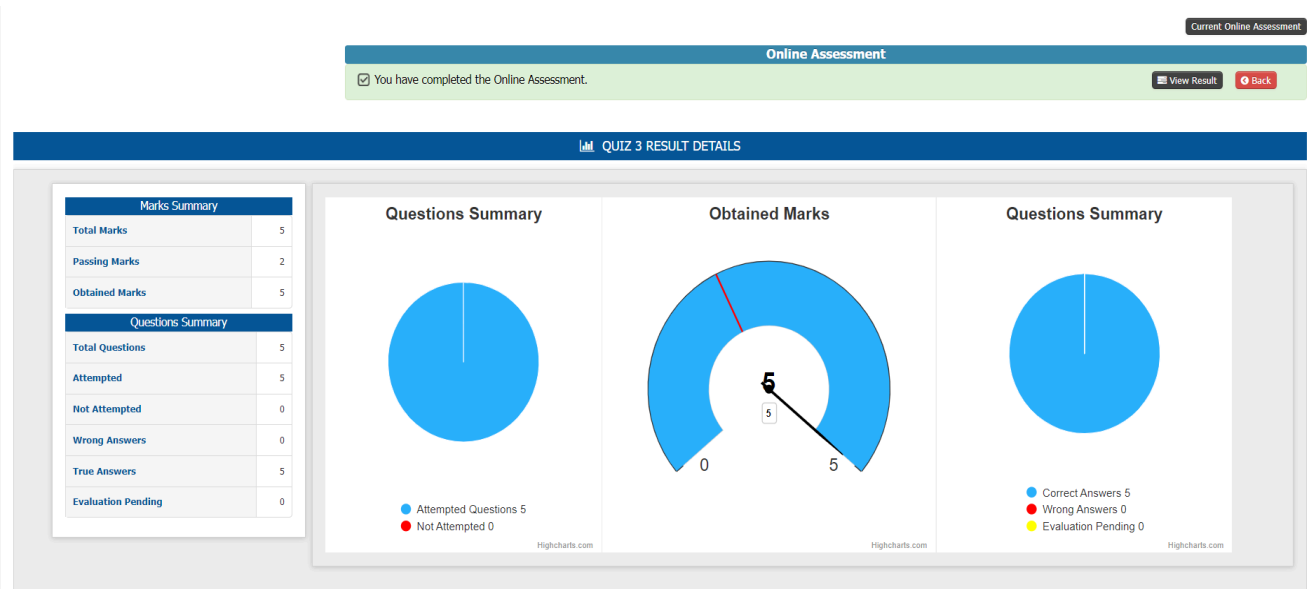 Current Online Assessment
Online Assessment
You have completed the Online Assessment.
View Result
Back
QUIZ 3 RESULT DETAILS
Marks Summary
Total Marks 5
Passing Marks 2
Obtained Marks 5
Questions Summary
Total Questions 5
Attempted 5
Not Attempted 0
Wrong Answers 0
True Answers 5
Evaluation Pending 0
Questions Summary
Attempted Questions 5
Not Attempted 0
Highcharts.com
Obtained Marks
5
5
0 5
Highcharts.com
Questions Summary
Correct Answers 5
Wrong Answers 0
Evaluation Pending 0
Highcharts.com